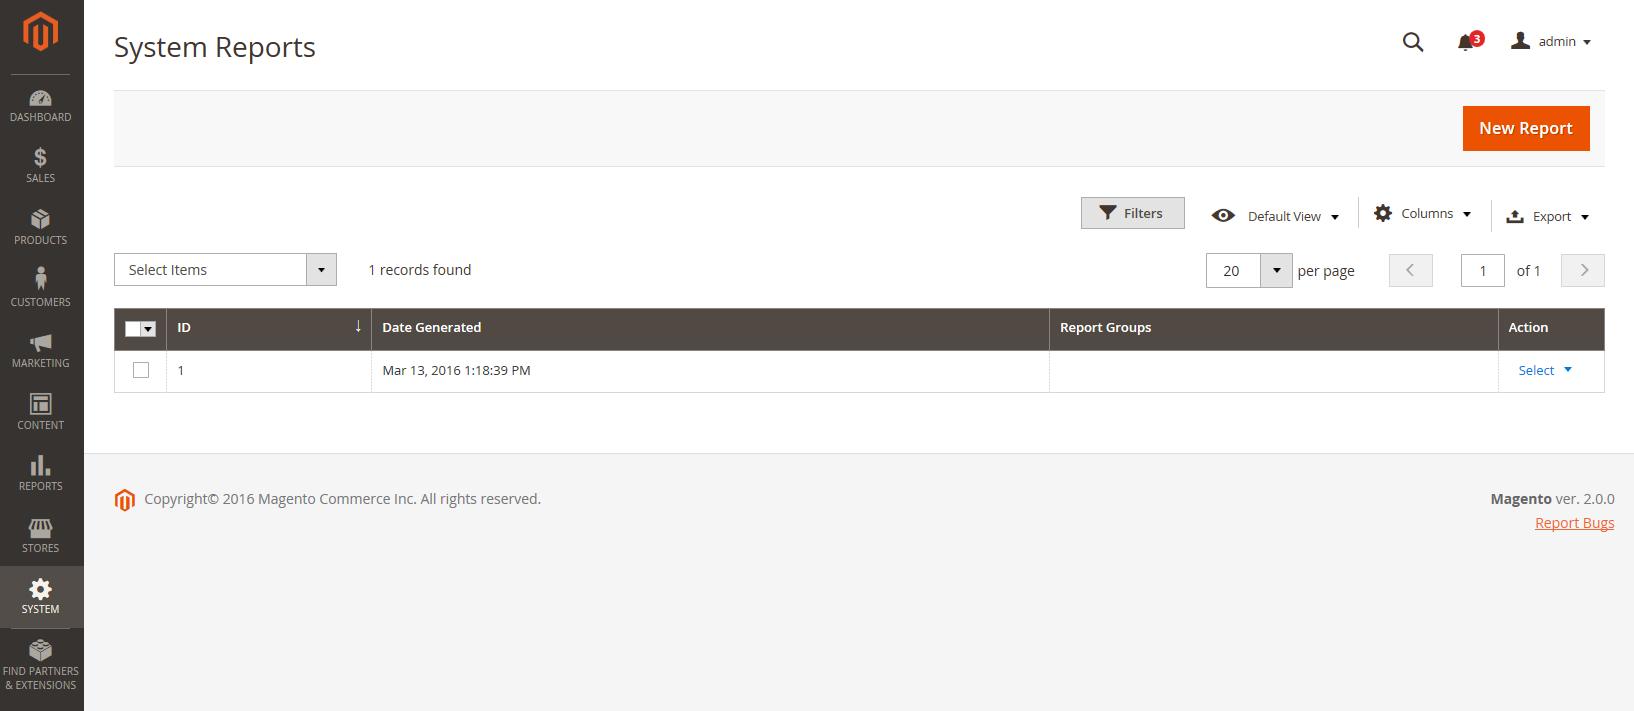 System Reports
3
admin
DASHBOARD
SALES
PRODUCTS
CUSTOMERS
MARKETING
CONTENT
REPORTS
STORES
SYSTEM
FIND PARTNERS
& EXTENSIONS
New Report
Filters
Default View
Columns
Export
Select Items
1 records found
20
per page
1
of 1
ID ↓
Date Generated
Report Groups
Action
1
Mar 13, 2016 1:18:39 PM
Select
Copyright© 2016 Magento Commerce Inc. All rights reserved.
Magento ver. 2.0.0
Report Bugs